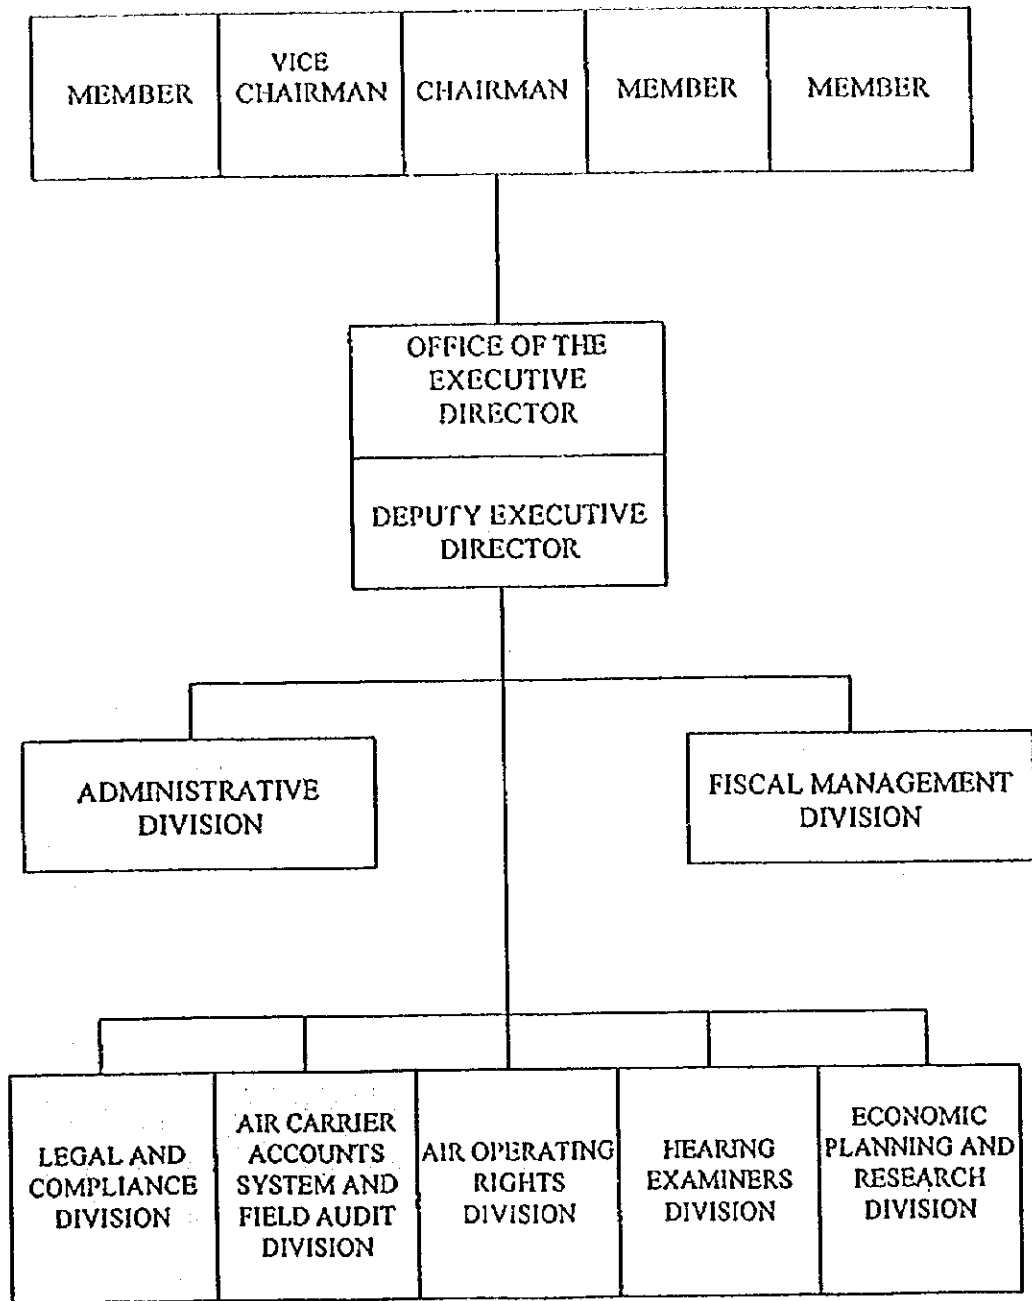 MEMBER
VICE
CHAIRMAN
CHAIRMAN
MEMBER
MEMBER
OFFICE OF THE
EXECUTIVE
DIRECTOR
DEPUTY EXECUTIVE
DIRECTOR
ADMINISTRATIVE
DIVISION
FISCAL MANAGEMENT
DIVISION
LEGAL AND
COMPLIANCE
DIVISION
AIR CARRIER
ACCOUNTS
SYSTEM AND
FIELD AUDIT
DIVISION
AIR OPERATING
RIGHTS
DIVISION
HEARING
EXAMINERS
DIVISION
ECONOMIC
PLANNING AND
RESEARCH
DIVISION